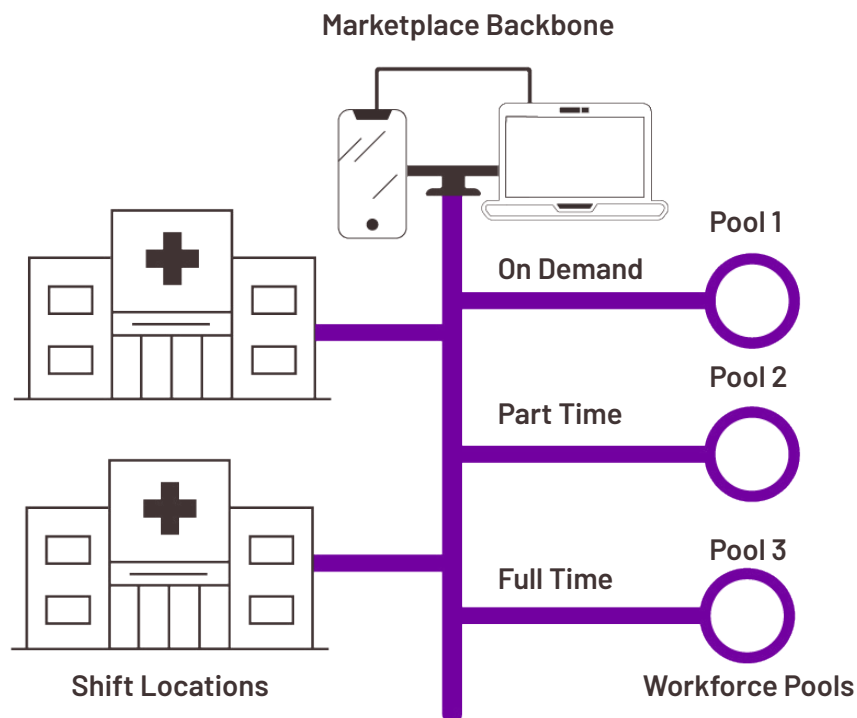 Marketplace Backbone
Pool 1
On Demand
Pool 2
Part Time
Pool 3
Full Time
Shift Locations
Workforce Pools